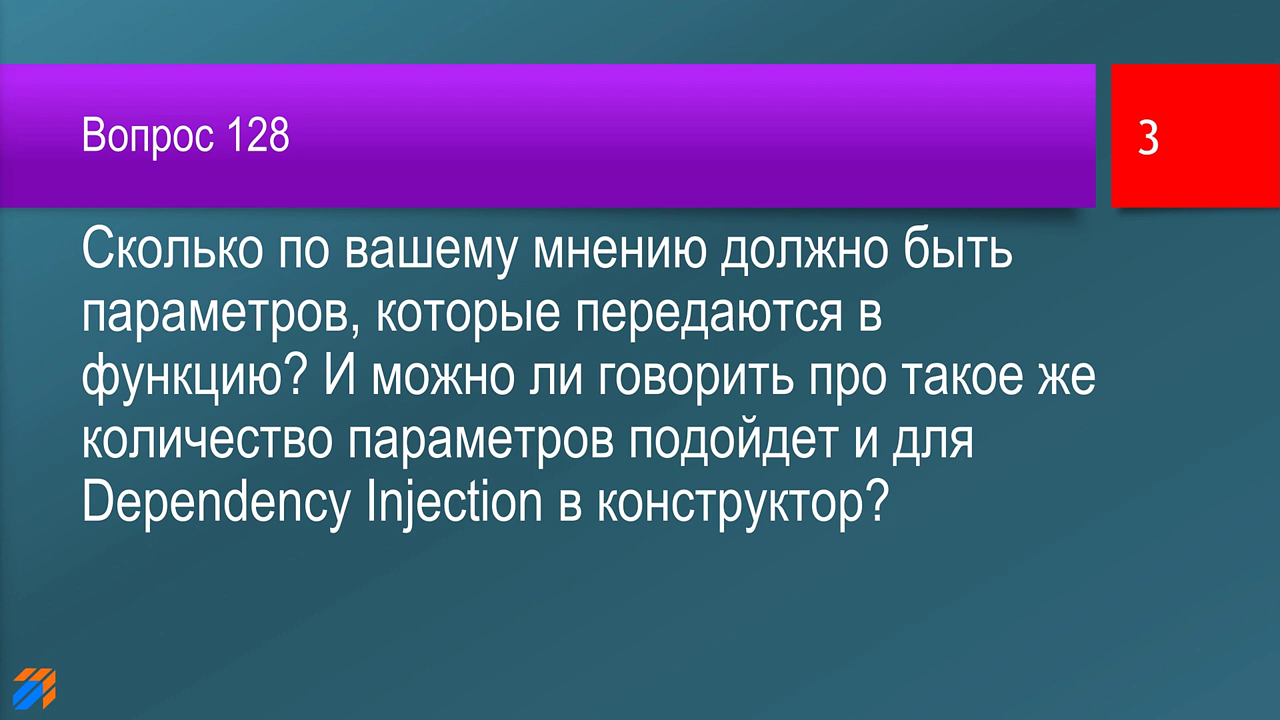 Вопрос 128
3
Сколько по вашему мнению должно быть
параметров, которые передаются в
функцию? И можно ли говорить про такое же
количество параметров подойдет и для
Dependency Injection в конструктор?